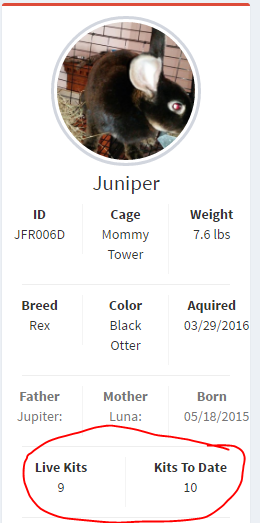 Juniper
ID Cage Weight
JFR006D Mommy 7.6 lbs
Tower
Breed Color Aquired
Rex Black 03/29/2016
Otter
Father Mother Born
Jupiter: Luna: 05/18/2015
Live Kits Kits To Date
9 10